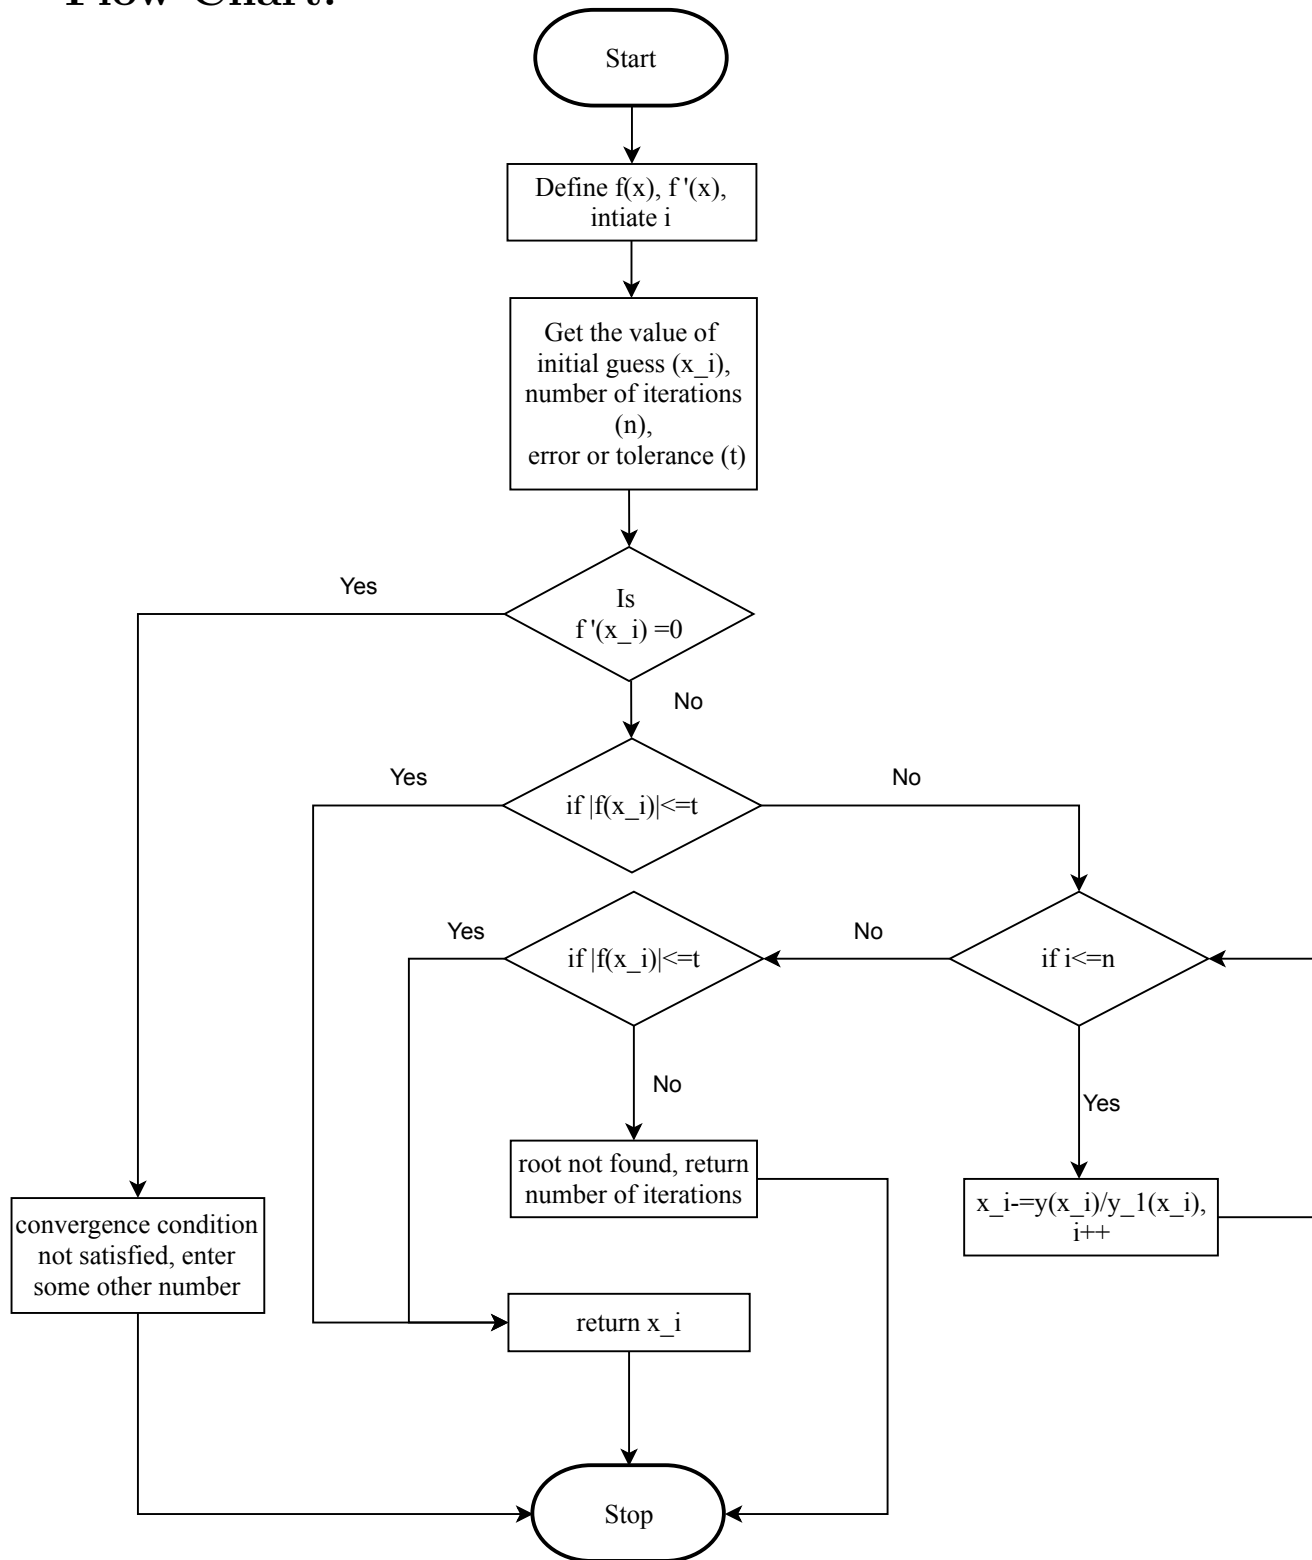 Flow Chart:
Start
Define f(x), f '(x),
intiate i
Get the value of
initial guess (x_i),
number of iterations
(n),
error or tolerance (t)
Yes
Is
f '(x_i) =0
No
Yes
if |f(x_i)|<=t
No
Yes
if |f(x_i)|<=t
No
if i<=n
No
Yes
root not found, return
number of iterations
x_i-=y(x_i)/y_1(x_i),
i++
convergence condition
not satisfied, enter
some other number
return x_i
Stop